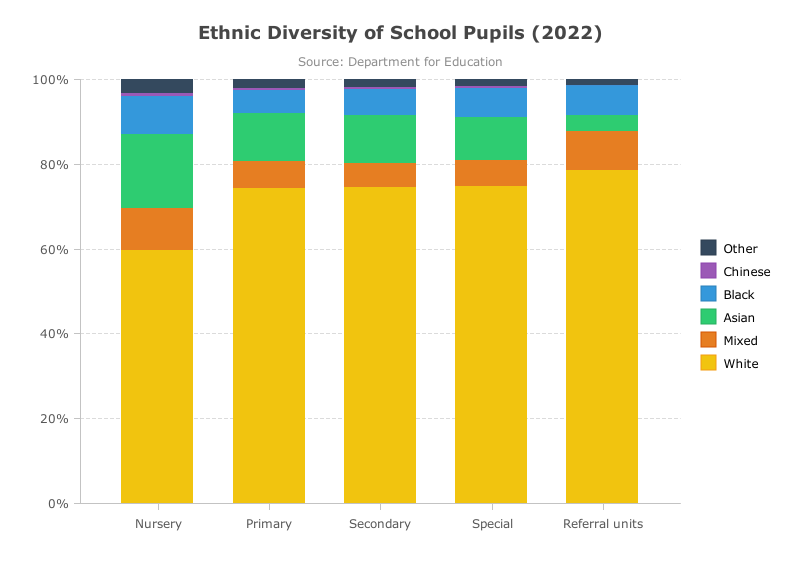 Ethnic Diversity of School Pupils (2022)
Source: Department for Education
100%
80%
60%
40%
20%
0%
Nursery
Primary
Secondary
Special
Referral units
Other
Chinese
Black
Asian
Mixed
White